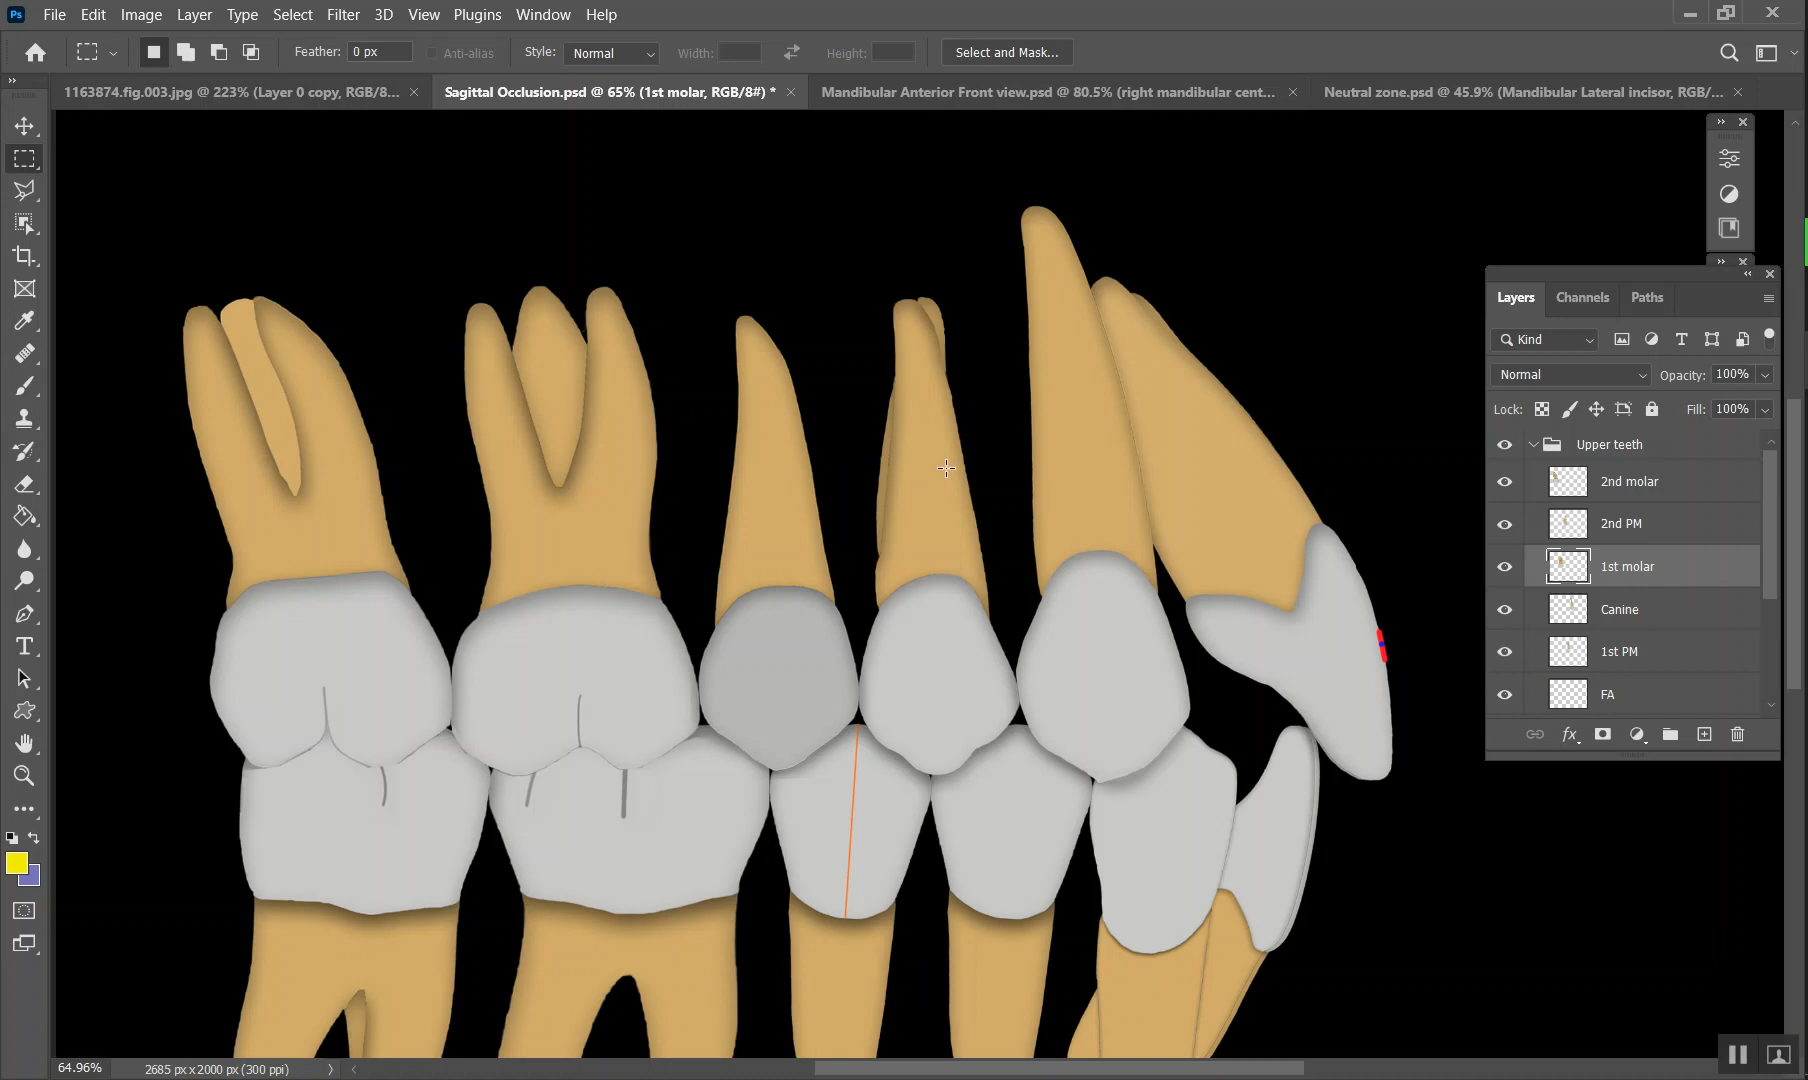 Ps File Edit Image Layer Type Select Filter 3D View Plugins Window Help
Feather: 0 px Anti-alias Style: Normal Width: Height: Select and Mask...
1163874.fig.003.jpg @ 223% (Layer 0 copy, RGB/8... Sagittal Occlusion.psd @ 65% (1st molar, RGB/8#) * Mandibular Anterior Front view.psd @ 80.5% (right mandibular cent... Neutral zone.psd @ 45.9% (Mandibular Lateral incisor, RGB/...
Layers Channels Paths
Kind
Normal Opacity: 100%
Lock: Fill: 100%
Upper teeth
2nd molar
2nd PM
1st molar
Canine
1st PM
FA
fx
64.96% 2685 px x 2000 px (300 ppi)